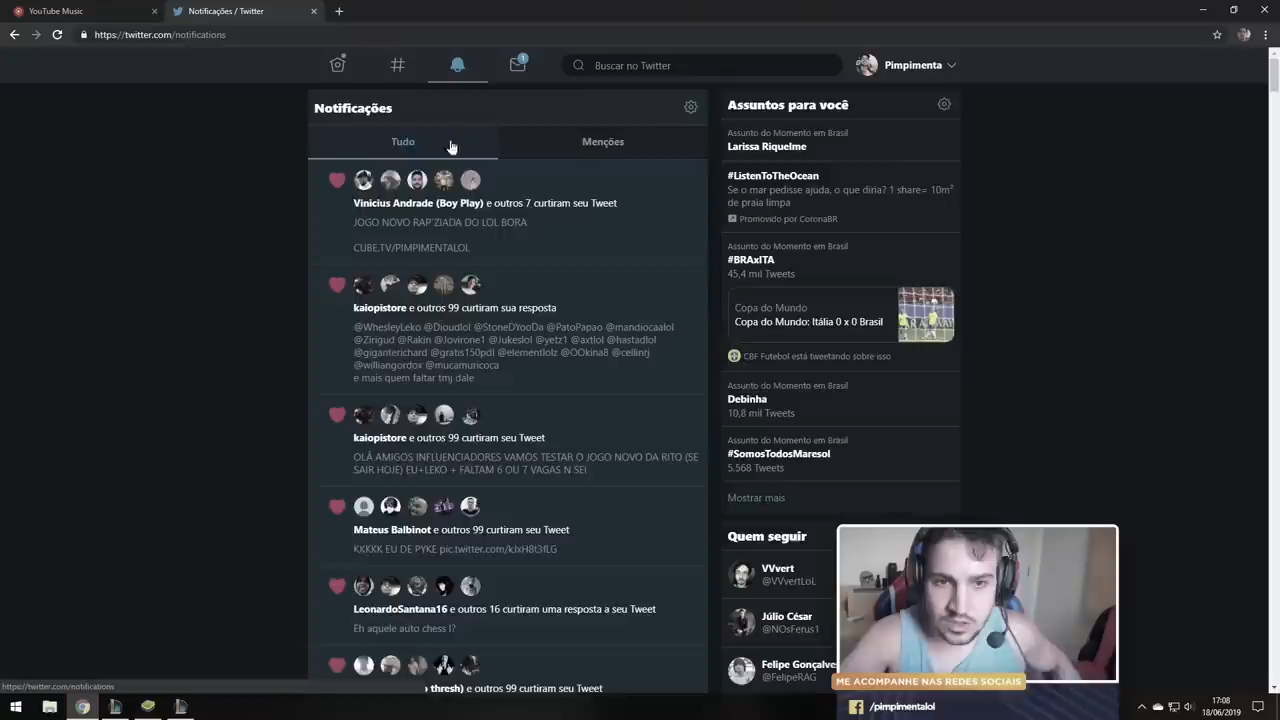 YouTube Music
Notificações / Twitter
https://twitter.com/notifications
1
Buscar no Twitter
Pimpimenta
Notificações
Tudo
Menções
Vinicius Andrade (Boy Play) e outros 7 curtiram seu Tweet
JOGO NOVO RAP'ZIADA DO LOL BORA
CUBE.TV/PIMPIMENTALOL
kaiopistore e outros 99 curtiram sua resposta
@WhesleyLeko @Dioudlol @StoneDYooDa @PatoPapao @mandiocaalol
@Zirigud @Rakin @Jovirone1 @Jukeslol @yetz1 @axtlol @hastadlol
@giganterichard @gratis150pdl @elementlolz @OOkina8 @cellinrj
@williangordox @mucamuricoca
e mais quem faltar tmj dale
kaiopistore e outros 99 curtiram seu Tweet
OLÁ AMIGOS INFLUENCIADORES VAMOS TESTAR O JOGO NOVO DA RITO (SE
SAIR HOJE) EU+LEKO + FALTAM 6 OU 7 VAGAS N SEI
Mateus Balbinot e outros 99 curtiram seu Tweet
KKKKK EU DE PYKE pic.twitter.com/kJxH8t3fLG
LeonardoSantana16 e outros 16 curtiram uma resposta a seu Tweet
Eh aquele auto chess l?
o thresh) e outros 99 curtiram seu Tweet
Assuntos para você
Assunto do Momento em Brasil
Larissa Riquelme
#ListenToTheOcean
Se o mar pedisse ajuda, o que diria? 1 share= 10m²
de praia limpa
Promovido por CoronaBR
Assunto do Momento em Brasil
#BRAxITA
45,4 mil Tweets
Copa do Mundo
Copa do Mundo: Itália 0 x 0 Brasil
CBF Futebol está tweetando sobre isso
Assunto do Momento em Brasil
Debinha
10,8 mil Tweets
Assunto do Momento em Brasil
#SomosTodosMaresol
5.568 Tweets
Mostrar mais
Quem seguir
VVvert
@VVvertLoL
Júlio César
@NOsFerus1
Felipe Gonçalve
@FelipeRAG
ME ACOMPANHE NAS REDES SOCIAIS
/pimpimentalol
https://twitter.com/notifications
17:08
18/06/2019